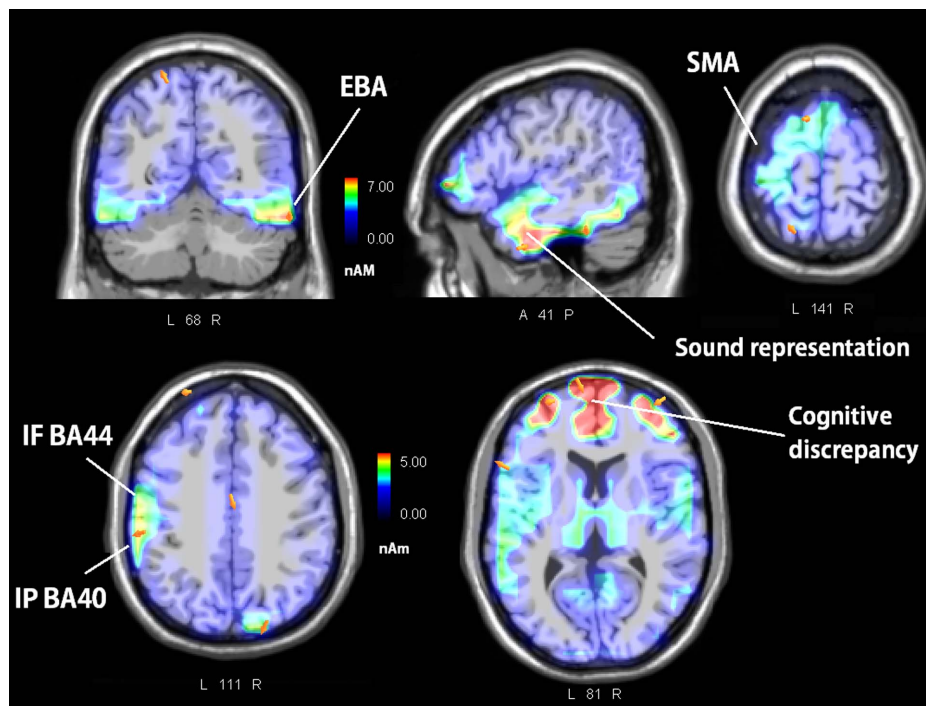 EBA
SMA
7.00
0.00
nAM
L 68 R
A 41 P
L 141 R
Sound representation
IF BA44
IP BA40
5.00
0.00
nAm
Cognitive
discrepancy
L 111 R
L 81 R